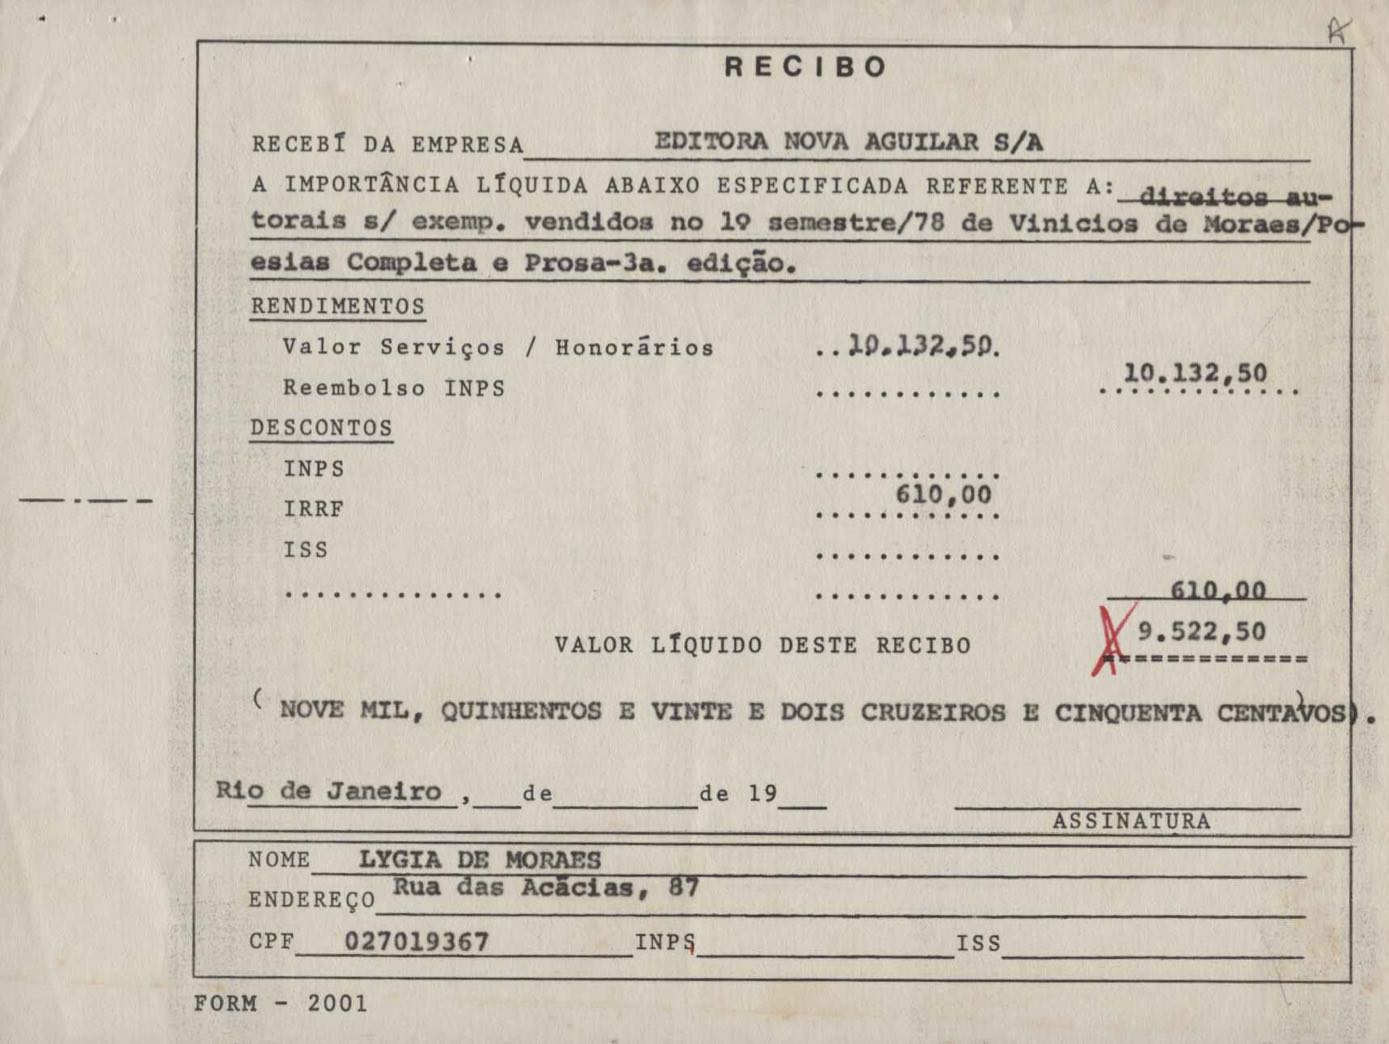 RECIBO
RECEBÍ DA EMPRESA EDITORA NOVA AGUILAR S/A
A IMPORTÂNCIA LÍQUIDA ABAIXO ESPECIFICADA REFERENTE A: direitos au-
torais s/ exemp. vendidos no 1º semestre/78 de Vinicios de Moraes/Po-
esias Completa e Prosa-3a. edição.
RENDIMENTOS
Valor Serviços / Honorários ..10.132,50.
Reembolso INPS ............ 10.132,50
DESCONTOS
INPS ............
IRRF 610,00
ISS ............
.............. ............ 610,00
VALOR LÍQUIDO DESTE RECIBO 9.522,50
=============
( NOVE MIL, QUINHENTOS E VINTE E DOIS CRUZEIROS E CINQUENTA CENTAVOS).
Rio de Janeiro , ___de_________de 19___
ASSINATURA
NOME LYGIA DE MORAES
ENDEREÇO Rua das Acácias, 87
CPF 027019367 INPS ISS
FORM - 2001